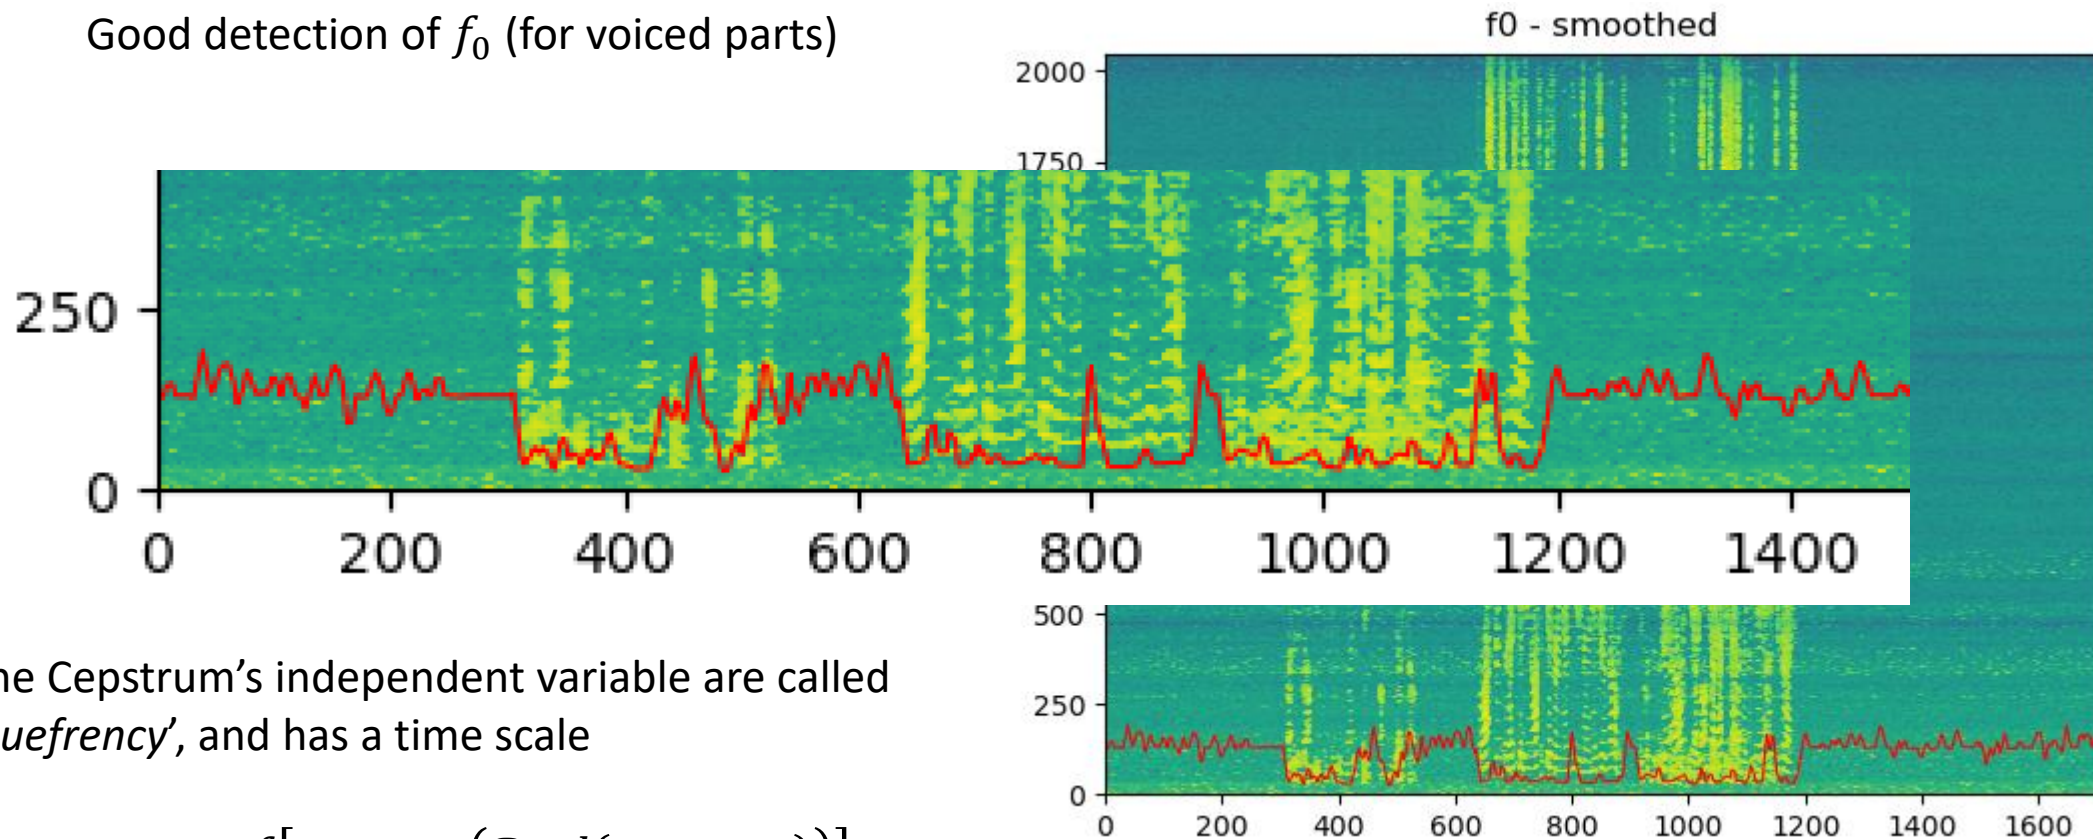 Good detection of f₀ (for voiced parts)
f0 - smoothed
2000
1750
250
0
0 200 400 600 800 1000 1200 1400
500
250
0
0 200 400 600 800 1000 1200 1400 1600
Cepstrum's independent variable are called
and has a time scale